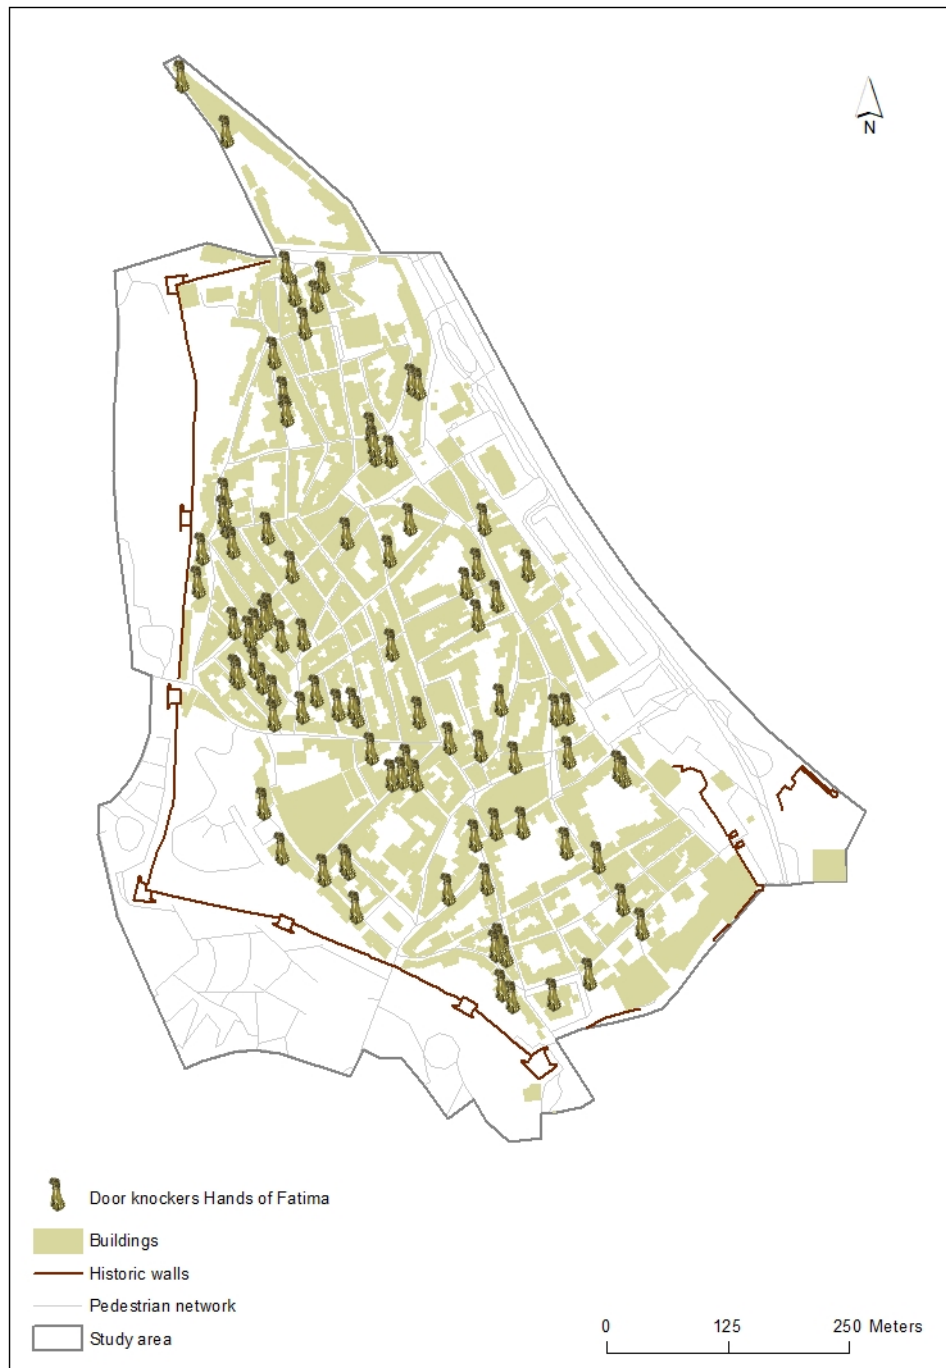 N
Door knockers Hands of Fatima
Buildings
Historic walls
Pedestrian network
Study area
0 125 250 Meters